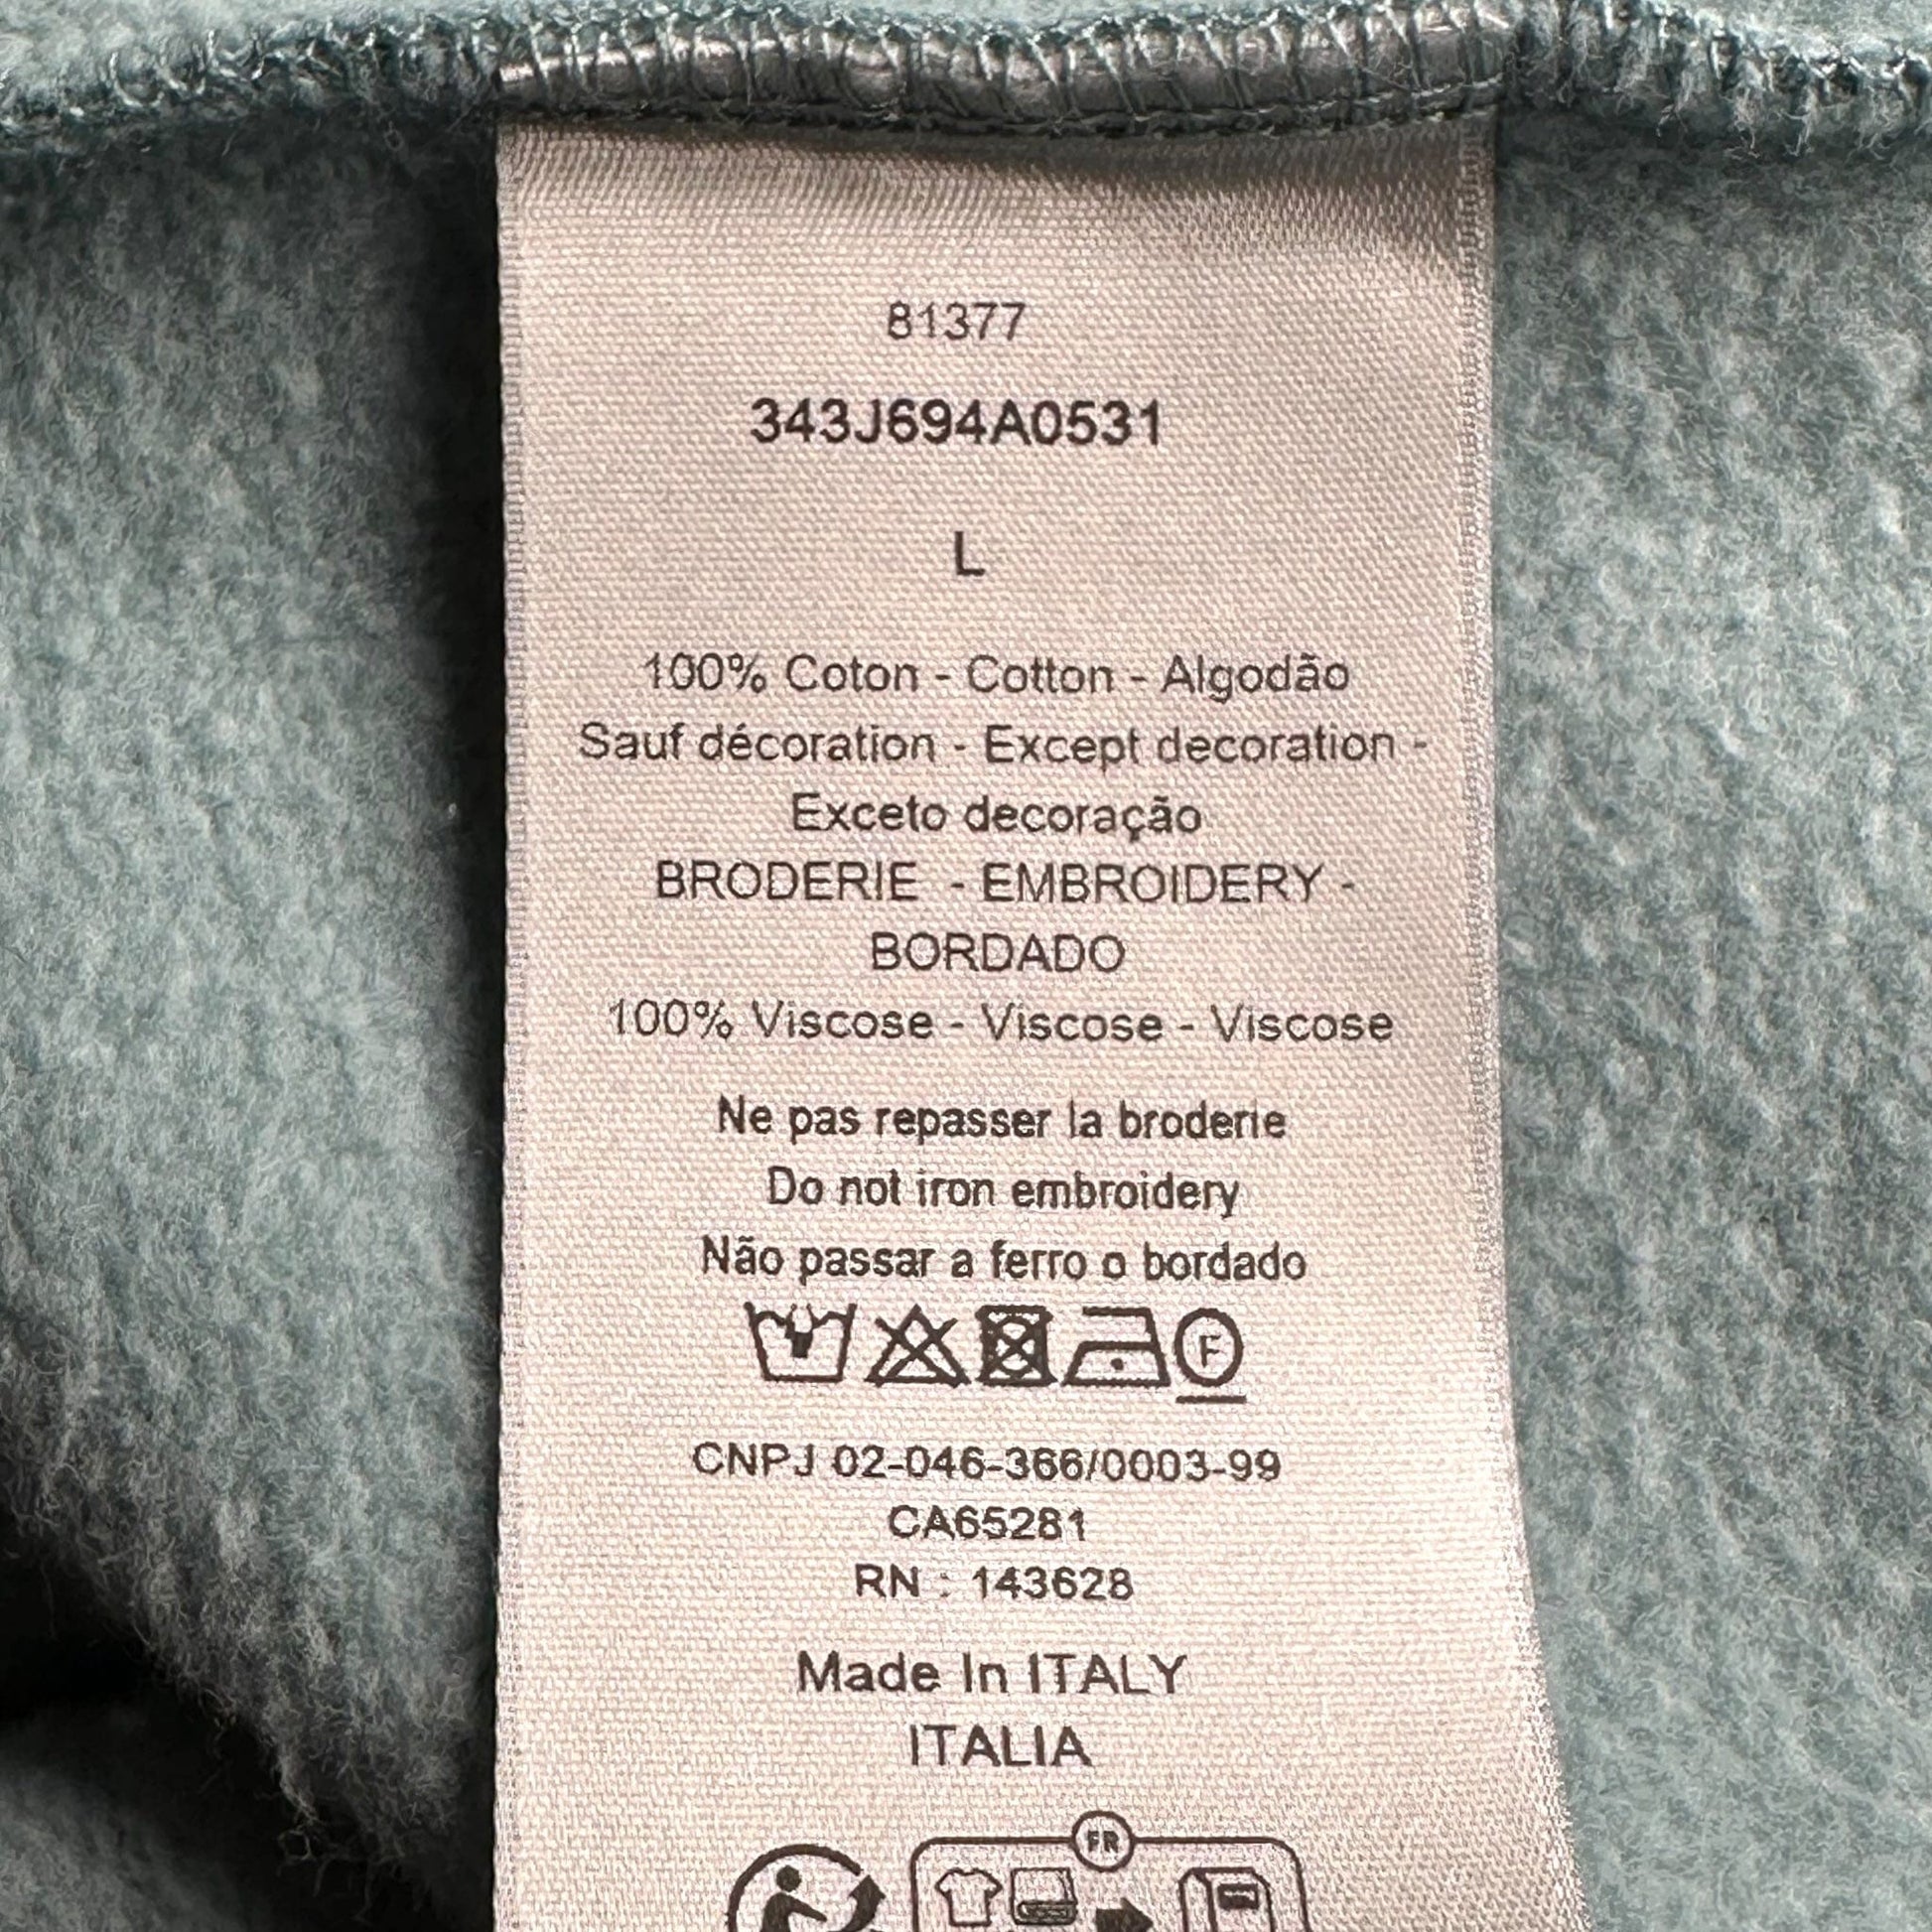 81377
343J694A0531
L
100% Coton - Cotton - Algodão
Sauf décoration - Except decoration -
Exceto decoração
BRODERIE - EMBROIDERY -
BORDADO
100% Viscose - Viscose - Viscose
Ne pas repasser la broderie
Do not iron embroidery
Não passar a ferro o bordado
F
CNPJ 02-046-366/0003-99
CA65281
RN : 143628
Made In ITALY
ITALIA
FR